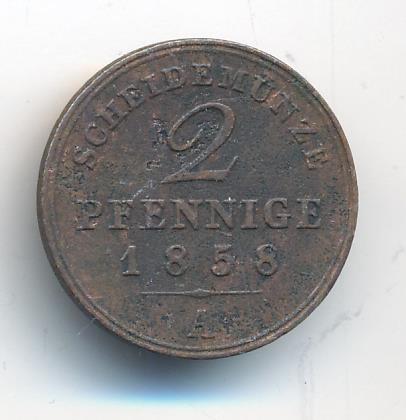 SCHEIDEMÜNZE
2
PFENNIGE
1858
A